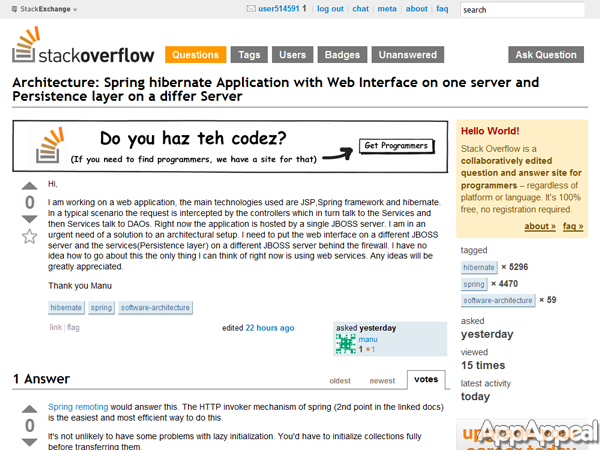 StackExchange
user514591 1 | log out | chat | meta | about | faq
search
stackoverflow
Questions
Tags
Users
Badges
Unanswered
Ask Question
Architecture: Spring hibernate Application with Web Interface on one server and
Persistence layer on a differ Server
Do you haz teh codez?
(If you need to find programmers, we have a site for that)
Get Programmers
0
Hi,
I am working on a web application, the main technologies used are JSP,Spring framework and hibernate.
In a typical scenario the request is intercepted by the controllers which in turn talk to the Services and
then Services talk to DAOs. Right now the application is hosted by a single JBOSS server. I am in an
urgent need of a solution to an architectural setup. I need to put the web interface on a different JBOSS
server and the services(Persistence layer) on a different JBOSS server behind the firewall. I have no
idea how to go about this the only thing I can think of right now is using web services. Any ideas will be
greatly appreciated.
Thank you Manu
hibernate
spring
software-architecture
link | flag
edited 22 hours ago
asked yesterday
manu
1 1
1 Answer
oldest
newest
votes
0
Spring remoting would answer this. The HTTP invoker mechanism of spring (2nd point in the linked docs)
is the easiest and most efficient way to do this.
It's not unlikely to have some problems with lazy initialization. You'd have to initialize collections fully
before transferring them.
Hello World!
Stack Overflow is a
collaboratively edited
question and answer site for
programmers – regardless of
platform or language. It's 100%
free, no registration required.
about »
faq »
tagged
hibernate × 5296
spring × 4470
software-architecture × 59
asked
yesterday
viewed
15 times
latest activity
today
AppAppeal